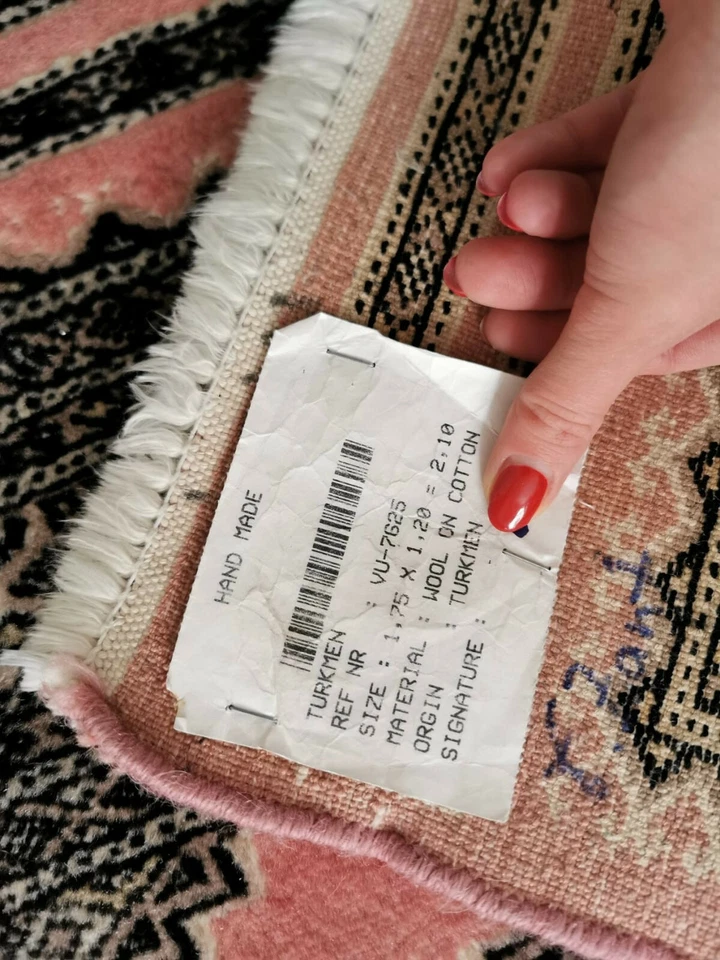 HAND MADE
TURKMEN
REF NR : VU-7625
SIZE : 1,75 X 1,20 = 2,10
MATERIAL : WOOL ON COTTON
ORGIN : TURKMEN
SIGNATURE :